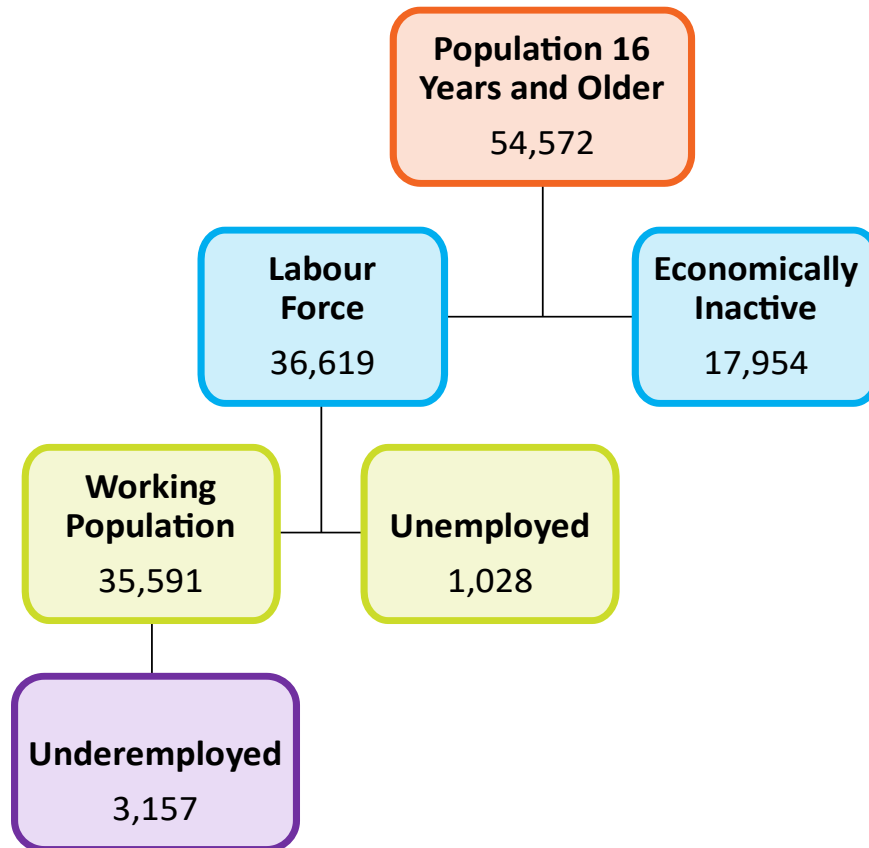 Population 16
Years and Older
54,572
Labour
Force
36,619
Economically
Inactive
17,954
Working
Population
35,591
Unemployed
1,028
Underemployed
3,157